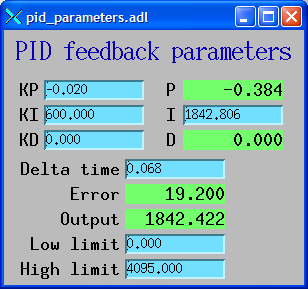 pid_parameters.adl
PID feedback parameters
KP -0.020 P -0.384
KI 600.000 I 1842.806
KD 0.000 D 0.000
Delta time 0.068
Error 19.200
Output 1842.422
Low limit 0.000
High limit 4095.000